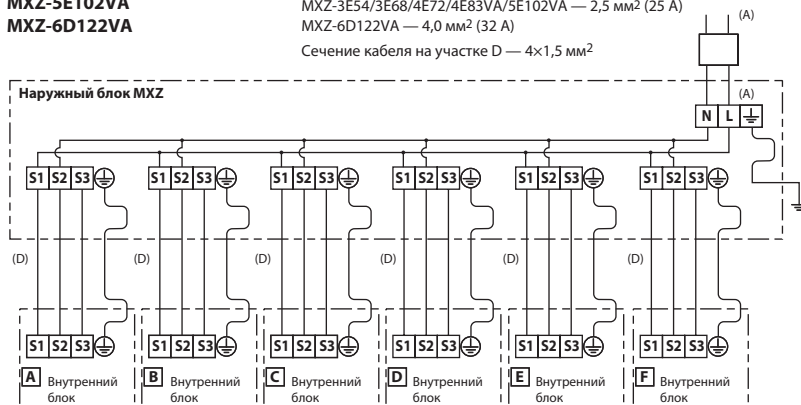 MXZ-5E102VA
MXZ-6D122VA
MXZ-3E54/3E68/4E72/4E83VA/5E102VA — 2,5 мм² (25 А)
MXZ-6D122VA — 4,0 мм² (32 А)
Сечение кабеля на участке D — 4×1,5 мм²
(A)
Наружный блок MXZ
(A)
N L
S1 S2 S3 S1 S2 S3 S1 S2 S3 S1 S2 S3 S1 S2 S3 S1 S2 S3
(D) (D) (D) (D) (D) (D)
S1 S2 S3 S1 S2 S3 S1 S2 S3 S1 S2 S3 S1 S2 S3 S1 S2 S3
A Внутренний блок
B Внутренний блок
C Внутренний блок
D Внутренний блок
E Внутренний блок
F Внутренний блок